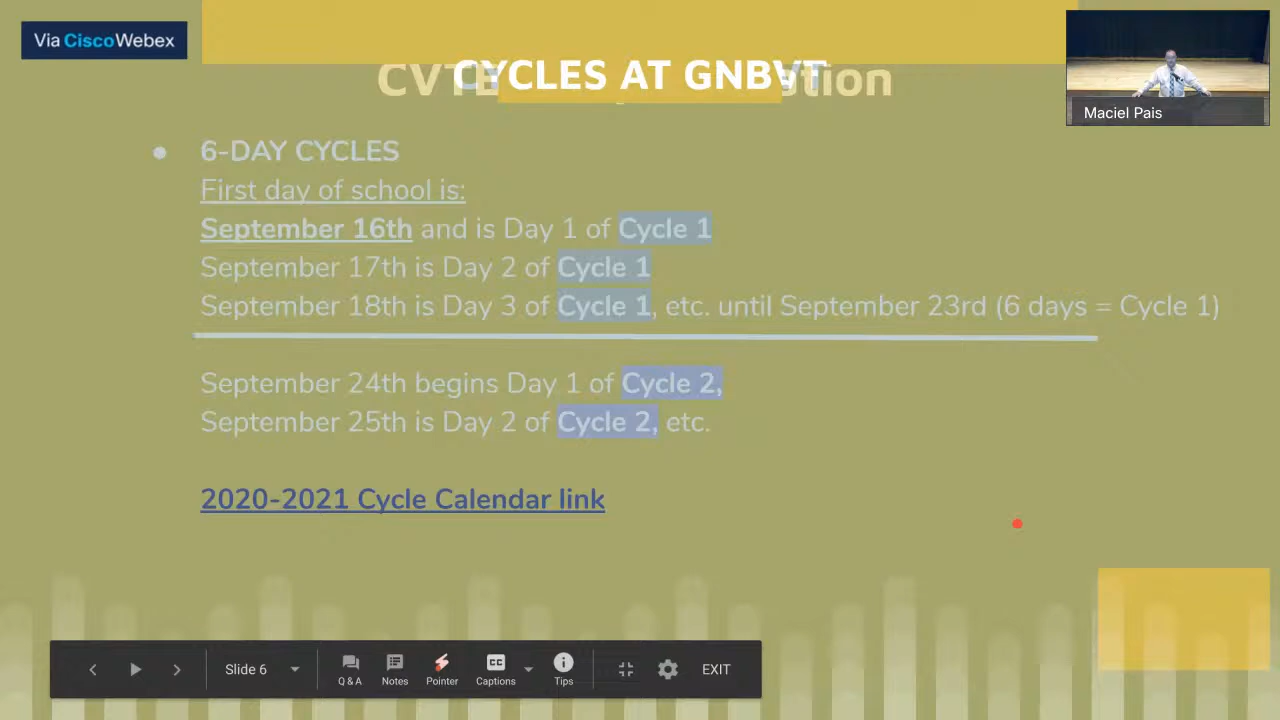 Via CiscoWebex
CYCLES AT GNBVT
Maciel Pais
● 6-DAY CYCLES
First day of school is:
September 16th and is Day 1 of Cycle 1
September 17th is Day 2 of Cycle 1
September 18th is Day 3 of Cycle 1, etc. until September 23rd (6 days = Cycle 1)
September 24th begins Day 1 of Cycle 2,
September 25th is Day 2 of Cycle 2, etc.
2020-2021 Cycle Calendar link
Slide 6
Q & A
Notes
Pointer
CC
Captions
Tips
EXIT